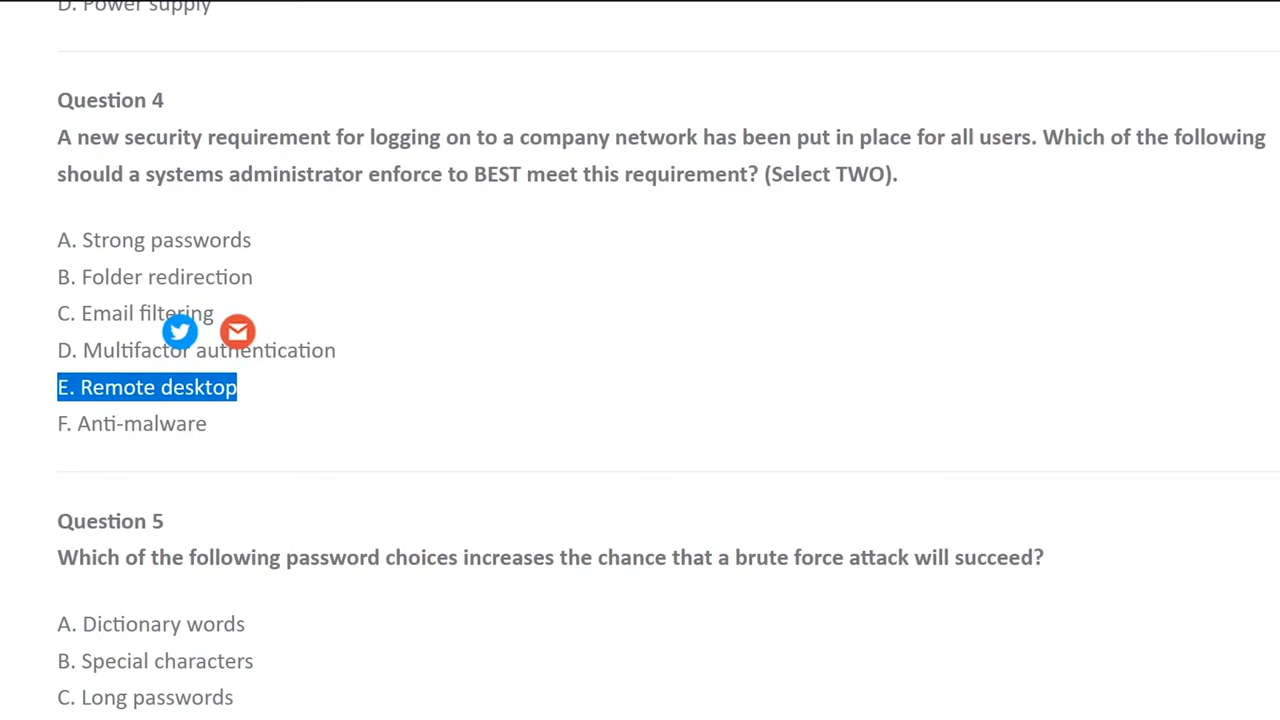 D. Power supply
Question 4
A new security requirement for logging on to a company network has been put in place for all users. Which of the following
should a systems administrator enforce to BEST meet this requirement? (Select TWO).
A. Strong passwords
B. Folder redirection
C. Email filtering
D. Multifactor authentication
E. Remote desktop
F. Anti-malware
Question 5
Which of the following password choices increases the chance that a brute force attack will succeed?
A. Dictionary words
B. Special characters
C. Long passwords